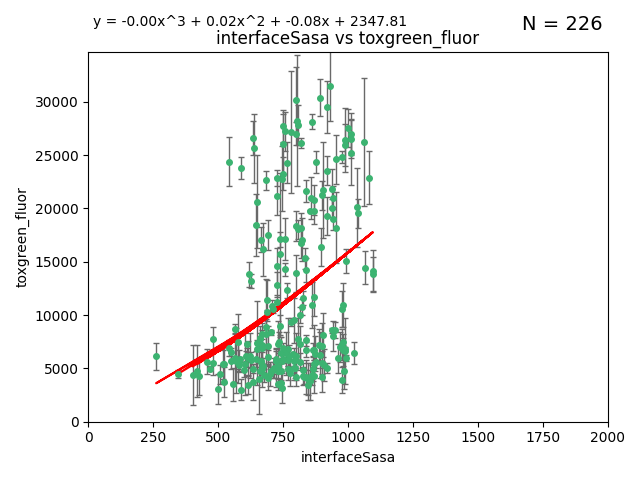 y = -0.00x^3 + 0.02x^2 + -0.08x + 2347.81
N = 226
interfaceSasa vs toxgreen_fluor
30000
25000
20000
15000
10000
5000
0
toxgreen_fluor
0 250 500 750 1000 1250 1500 1750 2000
interfaceSasa